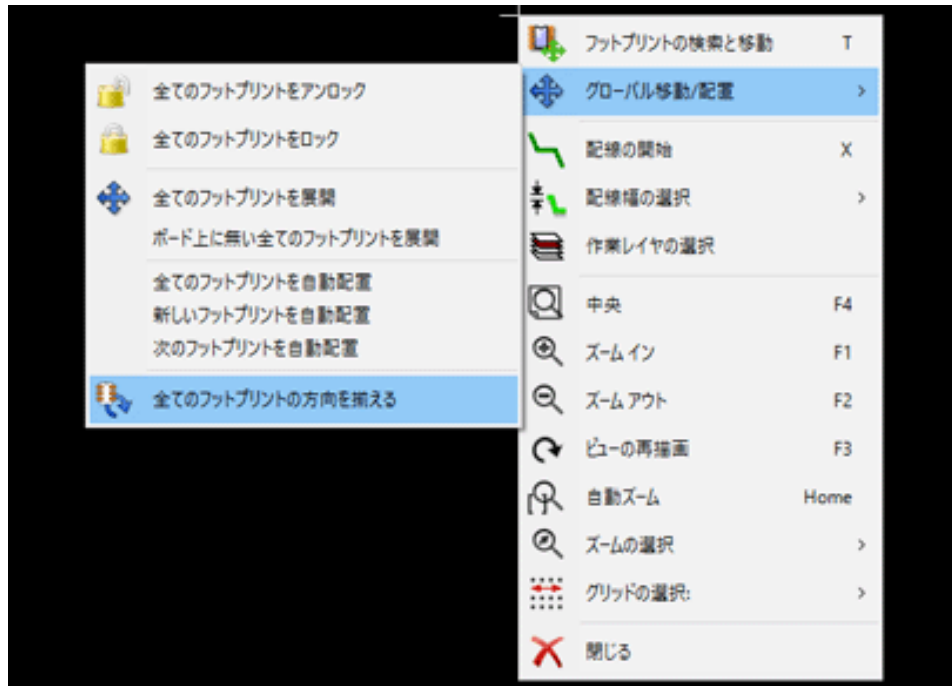 フットプリントの検索と移動 T
グローバル移動/配置
配線の開始 X
配線幅の選択
作業レイヤの選択
中央 F4
ズーム イン F1
ズーム アウト F2
ビューの再描画 F3
自動ズーム Home
ズームの選択
グリッドの選択:
閉じる
全てのフットプリントをアンロック
全てのフットプリントをロック
全てのフットプリントを展開
ボード上に無い全てのフットプリントを展開
全てのフットプリントを自動配置
新しいフットプリントを自動配置
次のフットプリントを自動配置
全てのフットプリントの方向を揃える